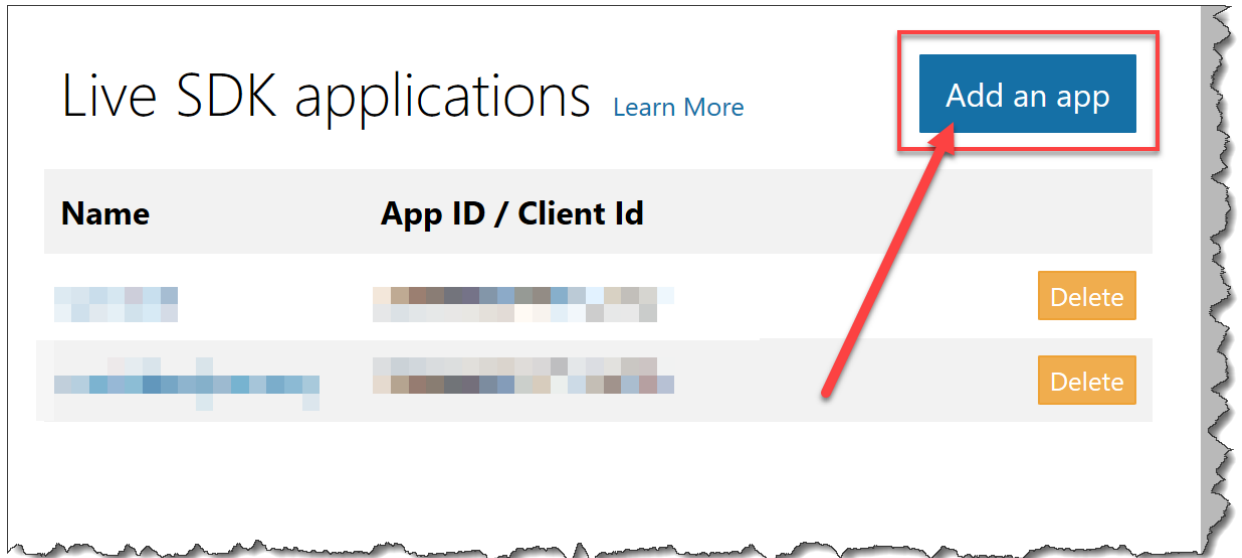 Live SDK applications Learn More
Add an app
Name App ID / Client Id
Delete
Delete